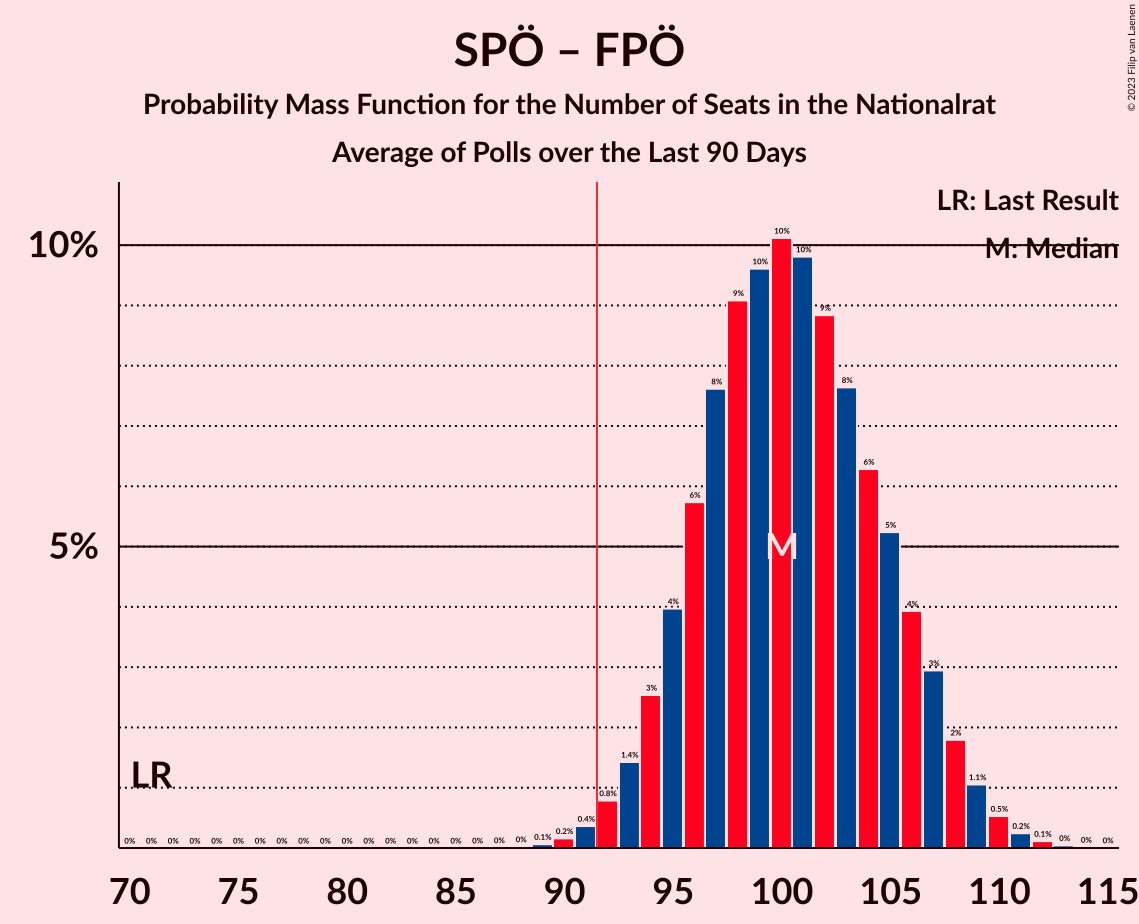 SPÖ – FPÖ
Probability Mass Function for the Number of Seats in the Nationalrat
Average of Polls over the Last 90 Days
© 2023 Filip van Laenen
LR: Last Result
M: Median
10%
5%
LR
M
0% 0% 0% 0% 0% 0% 0% 0% 0% 0% 0% 0% 0% 0% 0% 0% 0% 0% 0% 0.1% 0.2% 0.4% 0.8% 1.4% 3% 4% 6% 8% 9% 10% 10% 10% 9% 8% 6% 5% 4% 3% 2% 1.1% 0.5% 0.2% 0.1% 0% 0% 0%
70 75 80 85 90 95 100 105 110 115